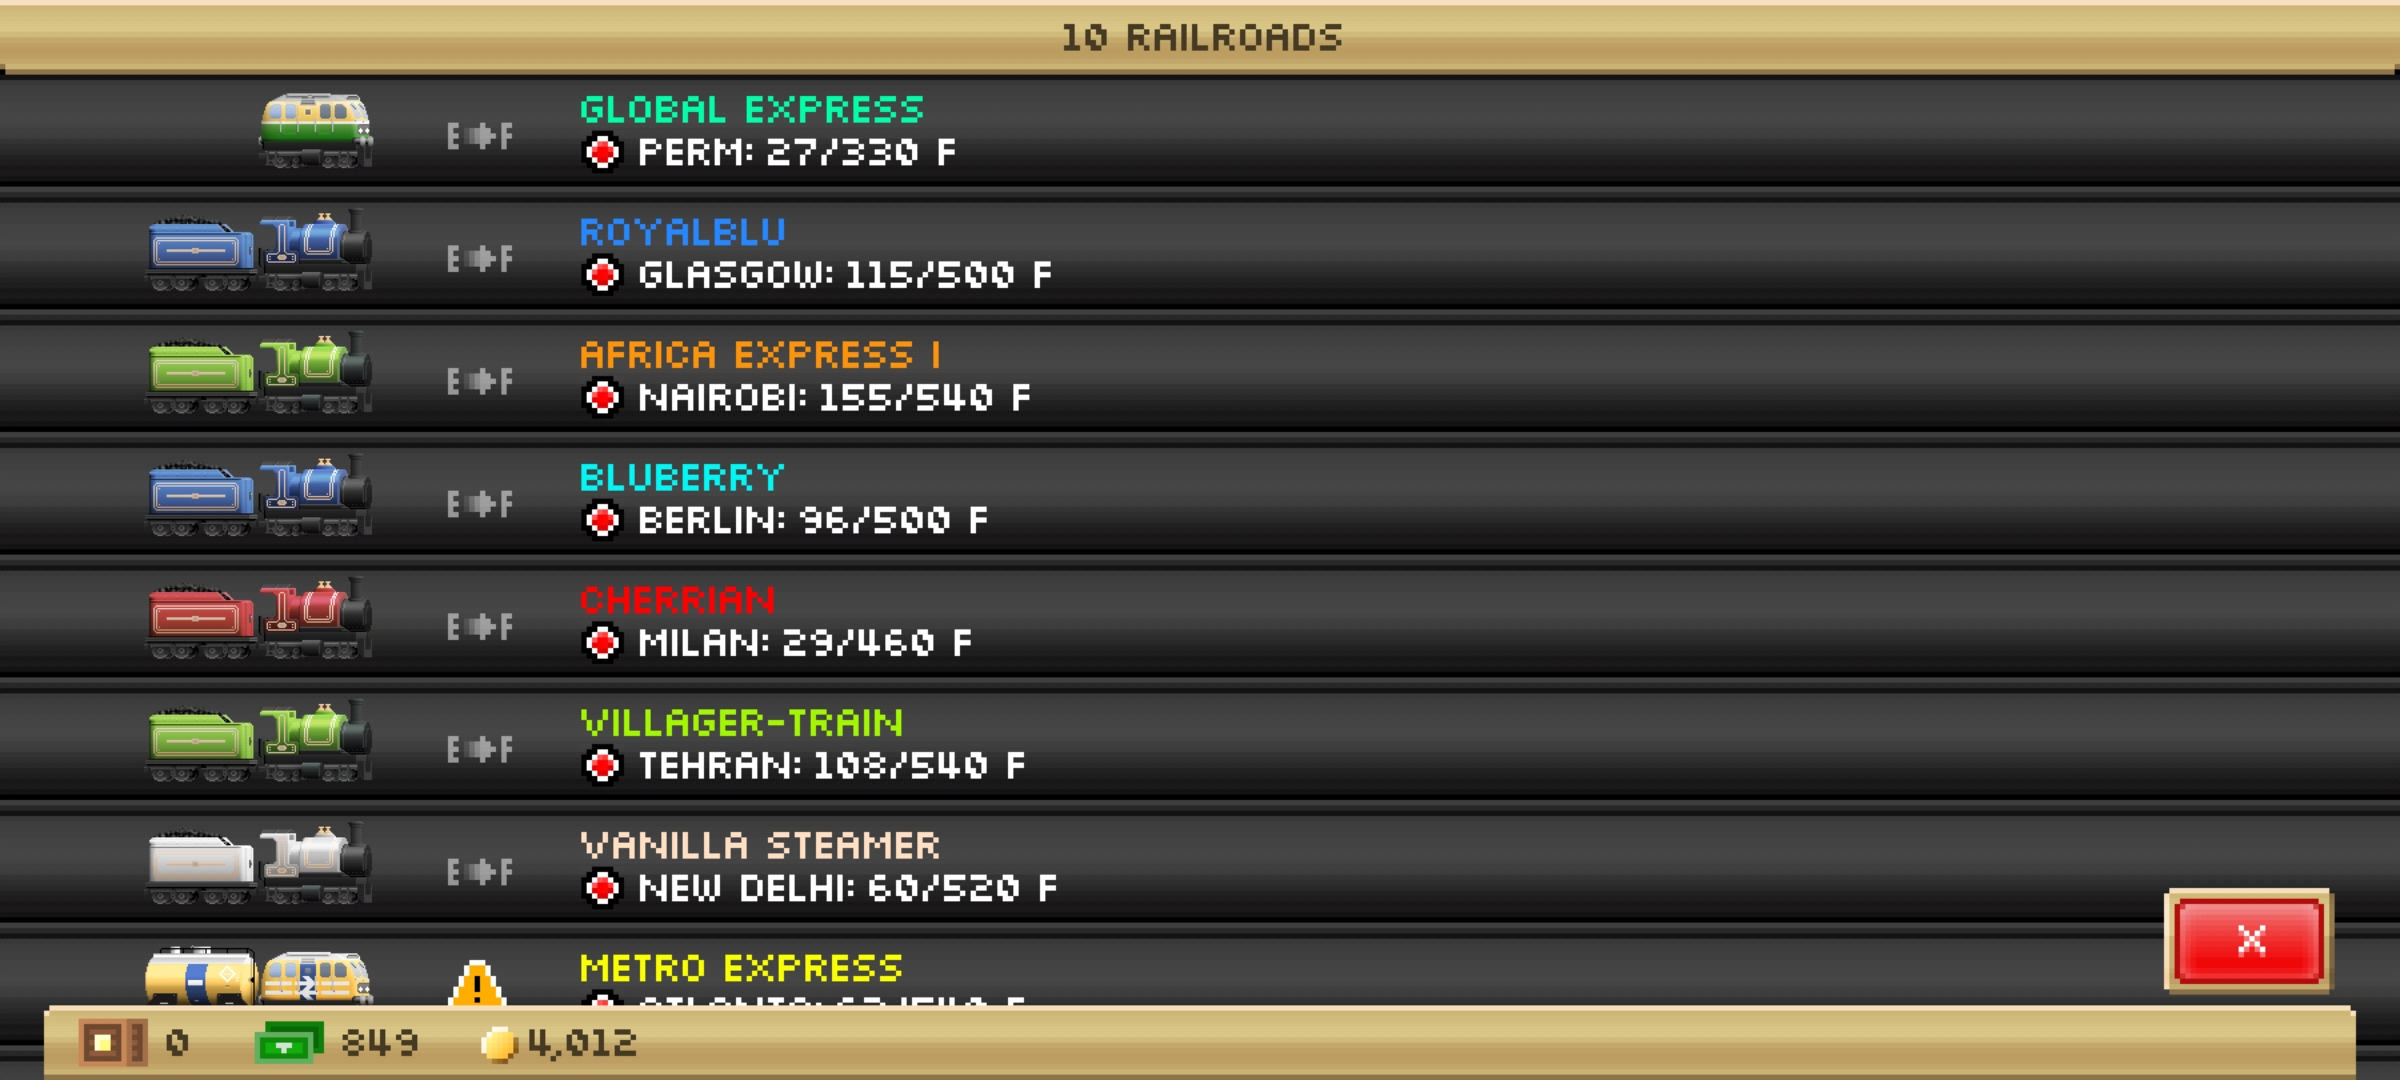 10 RAILROADS
E F
GLOBAL EXPRESS
PERM: 27/330 F
E F
ROYALBLU
GLASGOW: 115/500 F
E F
AFRICA EXPRESS I
NAIROBI: 155/540 F
E F
BLUBERRY
BERLIN: 96/500 F
E F
CHERRIAN
MILAN: 29/460 F
E F
VILLAGER-TRAIN
TEHRAN: 108/540 F
E F
VANILLA STEAMER
NEW DELHI: 60/520 F
METRO EXPRESS
X
0 849 4,012